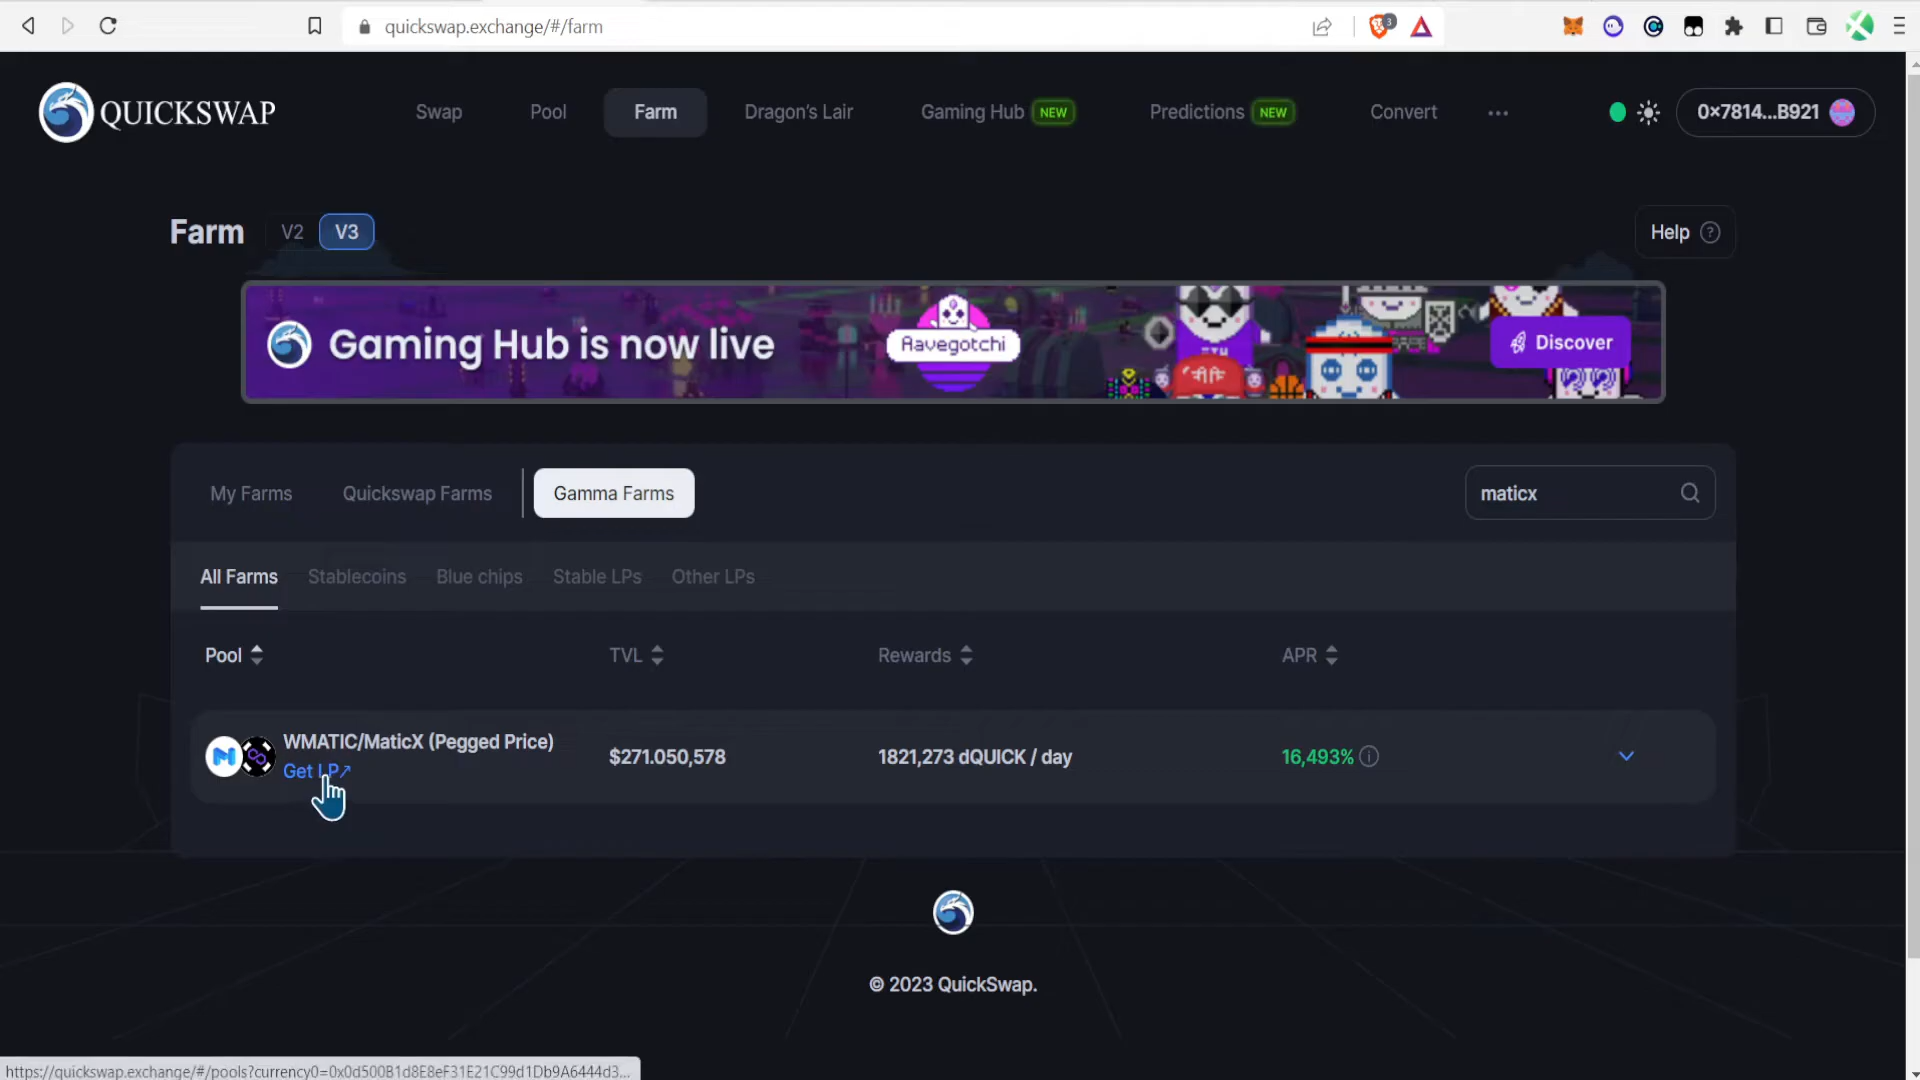 quickswap.exchange/#/farm
3
QUICKSWAP
Swap
Pool
Farm
Dragon's Lair
Gaming Hub NEW
Predictions NEW
Convert
0×7814...B921
Farm V2 V3
Help ?
Gaming Hub is now live
Aavegotchi
Discover
My Farms
Quickswap Farms
Gamma Farms
maticx
All Farms
Stablecoins
Blue chips
Stable LPs
Other LPs
Pool
TVL
Rewards
APR
WMATIC/MaticX (Pegged Price)
Get LP↗
$271.050,578
1821,273 dQUICK / day
16,493%
© 2023 QuickSwap.
https://quickswap.exchange/#/pools?currency0=0x0d500B1d8E8eF31E21C99d1Db9A6444d3...